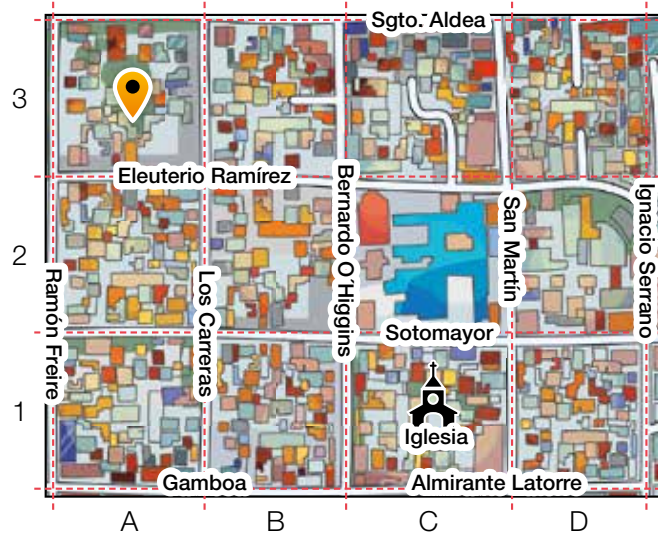 Sgto. Aldea
3
Eleuterio Ramírez
2
Ramón Freire
Los Carreras
Bernardo O´Higgins
San Martín
Ignacio Serrano
Sotomayor
1
Iglesia
Gamboa
Almirante Latorre
A B C D